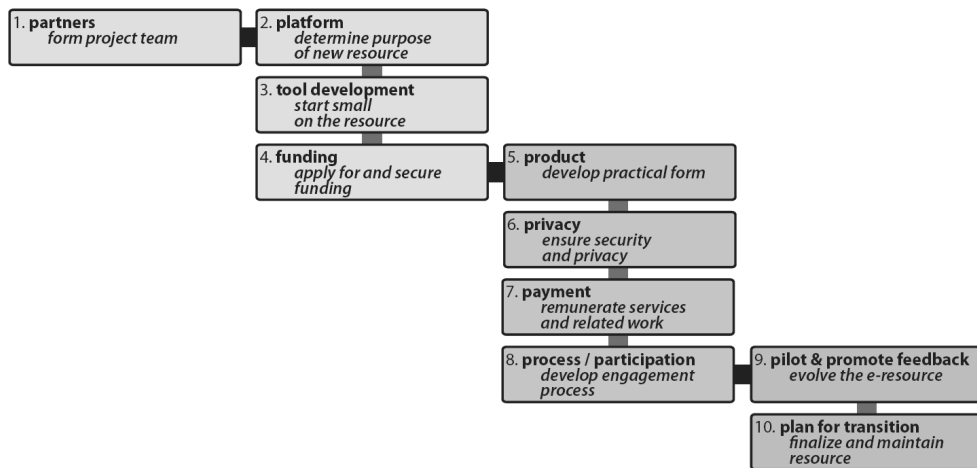 1. partners
form project team
2. platform
determine purpose
of new resource
3. tool development
start small
on the resource
4. funding
apply for and secure
funding
5. product
develop practical form
6. privacy
ensure security
and privacy
7. payment
remunerate services
and related work
8. process / participation
develop engagement
process
9. pilot & promote feedback
evolve the e-resource
10. plan for transition
finalize and maintain
resource